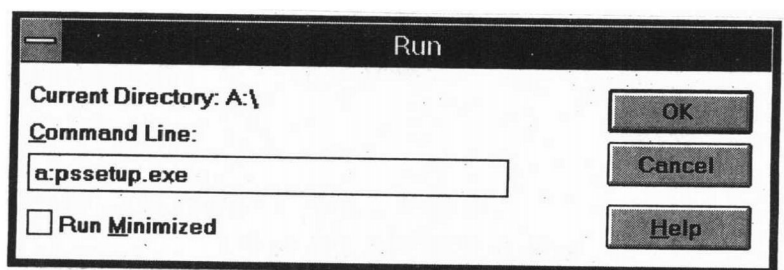 Run
Current Directory: A:\
Command Line:
a:pssetup.exe
Run Minimized
OK
Cancel
Help